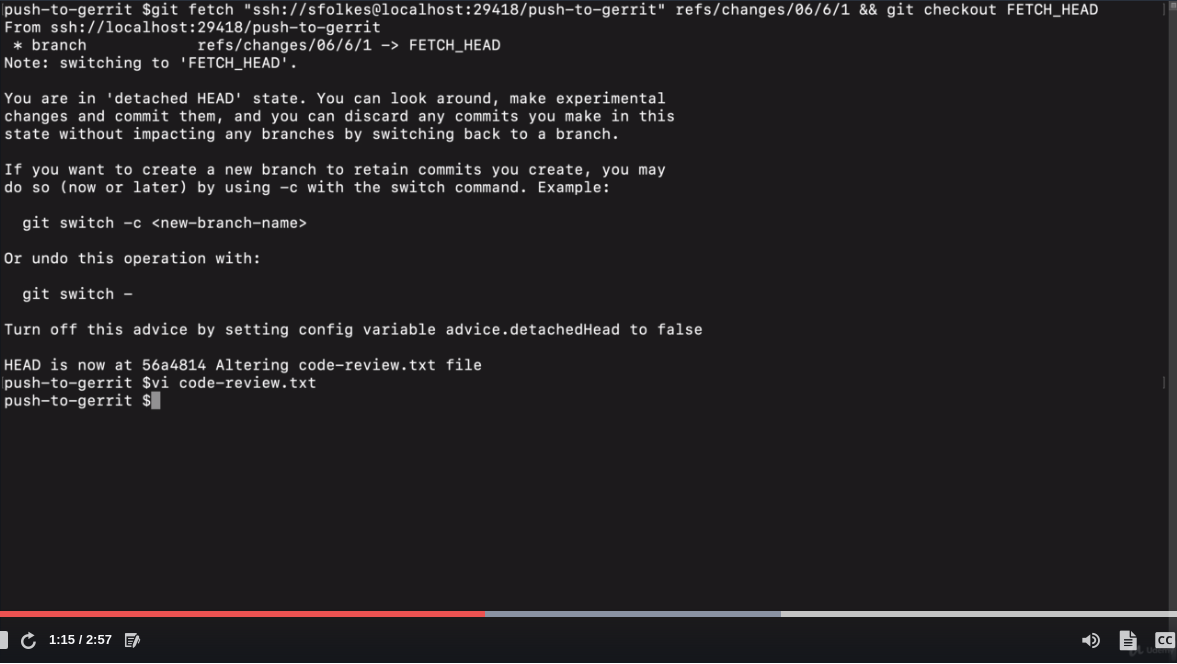 push-to-gerrit $git fetch "ssh://sfolkes@localhost:29418/push-to-gerrit" refs/changes/06/6/1 && git checkout FETCH_HEAD
From ssh://localhost:29418/push-to-gerrit
 * branch            refs/changes/06/6/1 -> FETCH_HEAD
Note: switching to 'FETCH_HEAD'.

You are in 'detached HEAD' state. You can look around, make experimental
changes and commit them, and you can discard any commits you make in this
state without impacting any branches by switching back to a branch.

If you want to create a new branch to retain commits you create, you may
do so (now or later) by using -c with the switch command. Example:

  git switch -c <new-branch-name>

Or undo this operation with:

  git switch -

Turn off this advice by setting config variable advice.detachedHead to false

HEAD is now at 56a4814 Altering code-review.txt file
push-to-gerrit $vi code-review.txt
push-to-gerrit $
1:15 / 2:57
CC